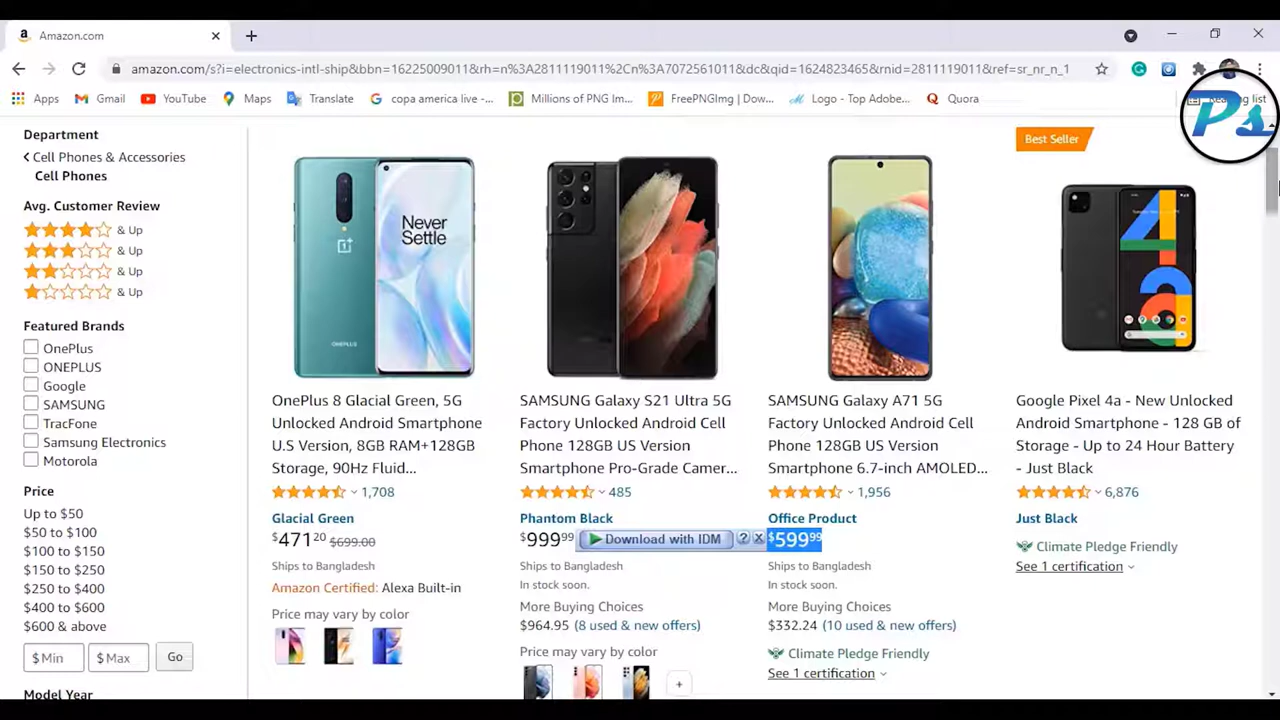 Amazon.com
amazon.com/s?i=electronics-intl-ship&bbn=16225009011&rh=n%3A2811119011%2Cn%3A7072561011&dc&qid=1624823465&rnid=2811119011&ref=sr_nr_n_1
Apps
Gmail
YouTube
Maps
Translate
copa america live -...
Millions of PNG Im...
FreePNGImg | Dow...
Logo - Top Adobe...
Quora
Reading list
Ps
Department
Cell Phones & Accessories
Cell Phones
Avg. Customer Review
& Up
& Up
& Up
& Up
Featured Brands
OnePlus
ONEPLUS
Google
SAMSUNG
TracFone
Samsung Electronics
Motorola
Price
Up to $50
$50 to $100
$100 to $150
$150 to $250
$250 to $400
$400 to $600
$600 & above
$ Min
$ Max
Go
Model Year
Never
Settle
ONEPLUS
OnePlus 8 Glacial Green, 5G
Unlocked Android Smartphone
U.S Version, 8GB RAM+128GB
Storage, 90Hz Fluid...
1,708
Glacial Green
$471.20 $699.00
Ships to Bangladesh
Amazon Certified: Alexa Built-in
Price may vary by color
SAMSUNG Galaxy S21 Ultra 5G
Factory Unlocked Android Cell
Phone 128GB US Version
Smartphone Pro-Grade Camer...
485
Phantom Black
$999.99
Download with IDM
?
Ships to Bangladesh
In stock soon.
More Buying Choices
$964.95 (8 used & new offers)
Price may vary by color
+
SAMSUNG Galaxy A71 5G
Factory Unlocked Android Cell
Phone 128GB US Version
Smartphone 6.7-inch AMOLED...
1,956
Office Product
$599.99
Ships to Bangladesh
In stock soon.
More Buying Choices
$332.24 (10 used & new offers)
Climate Pledge Friendly
See 1 certification
Best Seller
Google Pixel 4a - New Unlocked
Android Smartphone - 128 GB of
Storage - Up to 24 Hour Battery
- Just Black
6,876
Just Black
Climate Pledge Friendly
See 1 certification